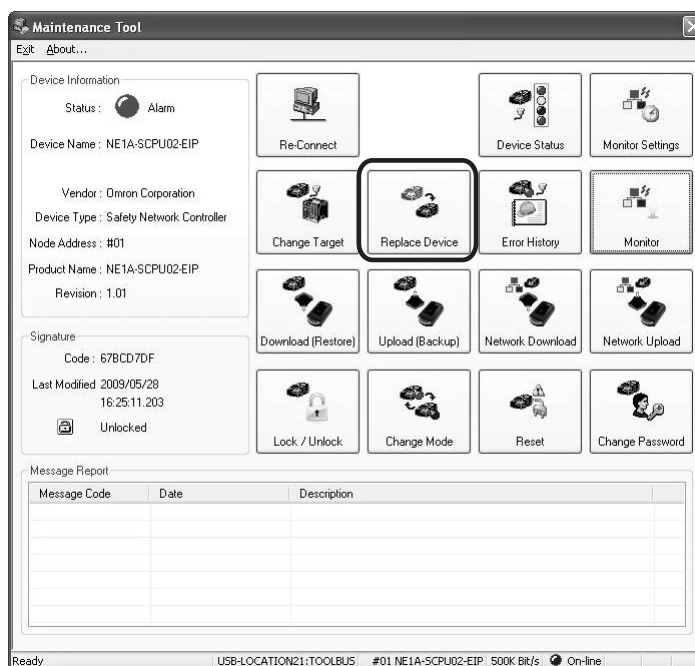 Maintenance Tool
Exit About...
Device Information
Status : Alarm
Device Name : NE1A-SCPU02-EIP
Vendor : Omron Corporation
Device Type : Safety Network Controller
Node Address : #01
Product Name : NE1A-SCPU02-EIP
Revision : 1.01
Signature
Code : 67BCD7DF
Last Modified 2009/05/28
16:25:11.203
Unlocked
Re-Connect
Device Status
Monitor Settings
Change Target
Replace Device
Error History
Monitor
Download (Restore)
Upload (Backup)
Network Download
Network Upload
Lock / Unlock
Change Mode
Reset
Change Password
Message Report
Message Code Date Description
Ready USB-LOCATION21:TOOLBUS #01 NE1A-SCPU02-EIP 500K Bit/s On-line